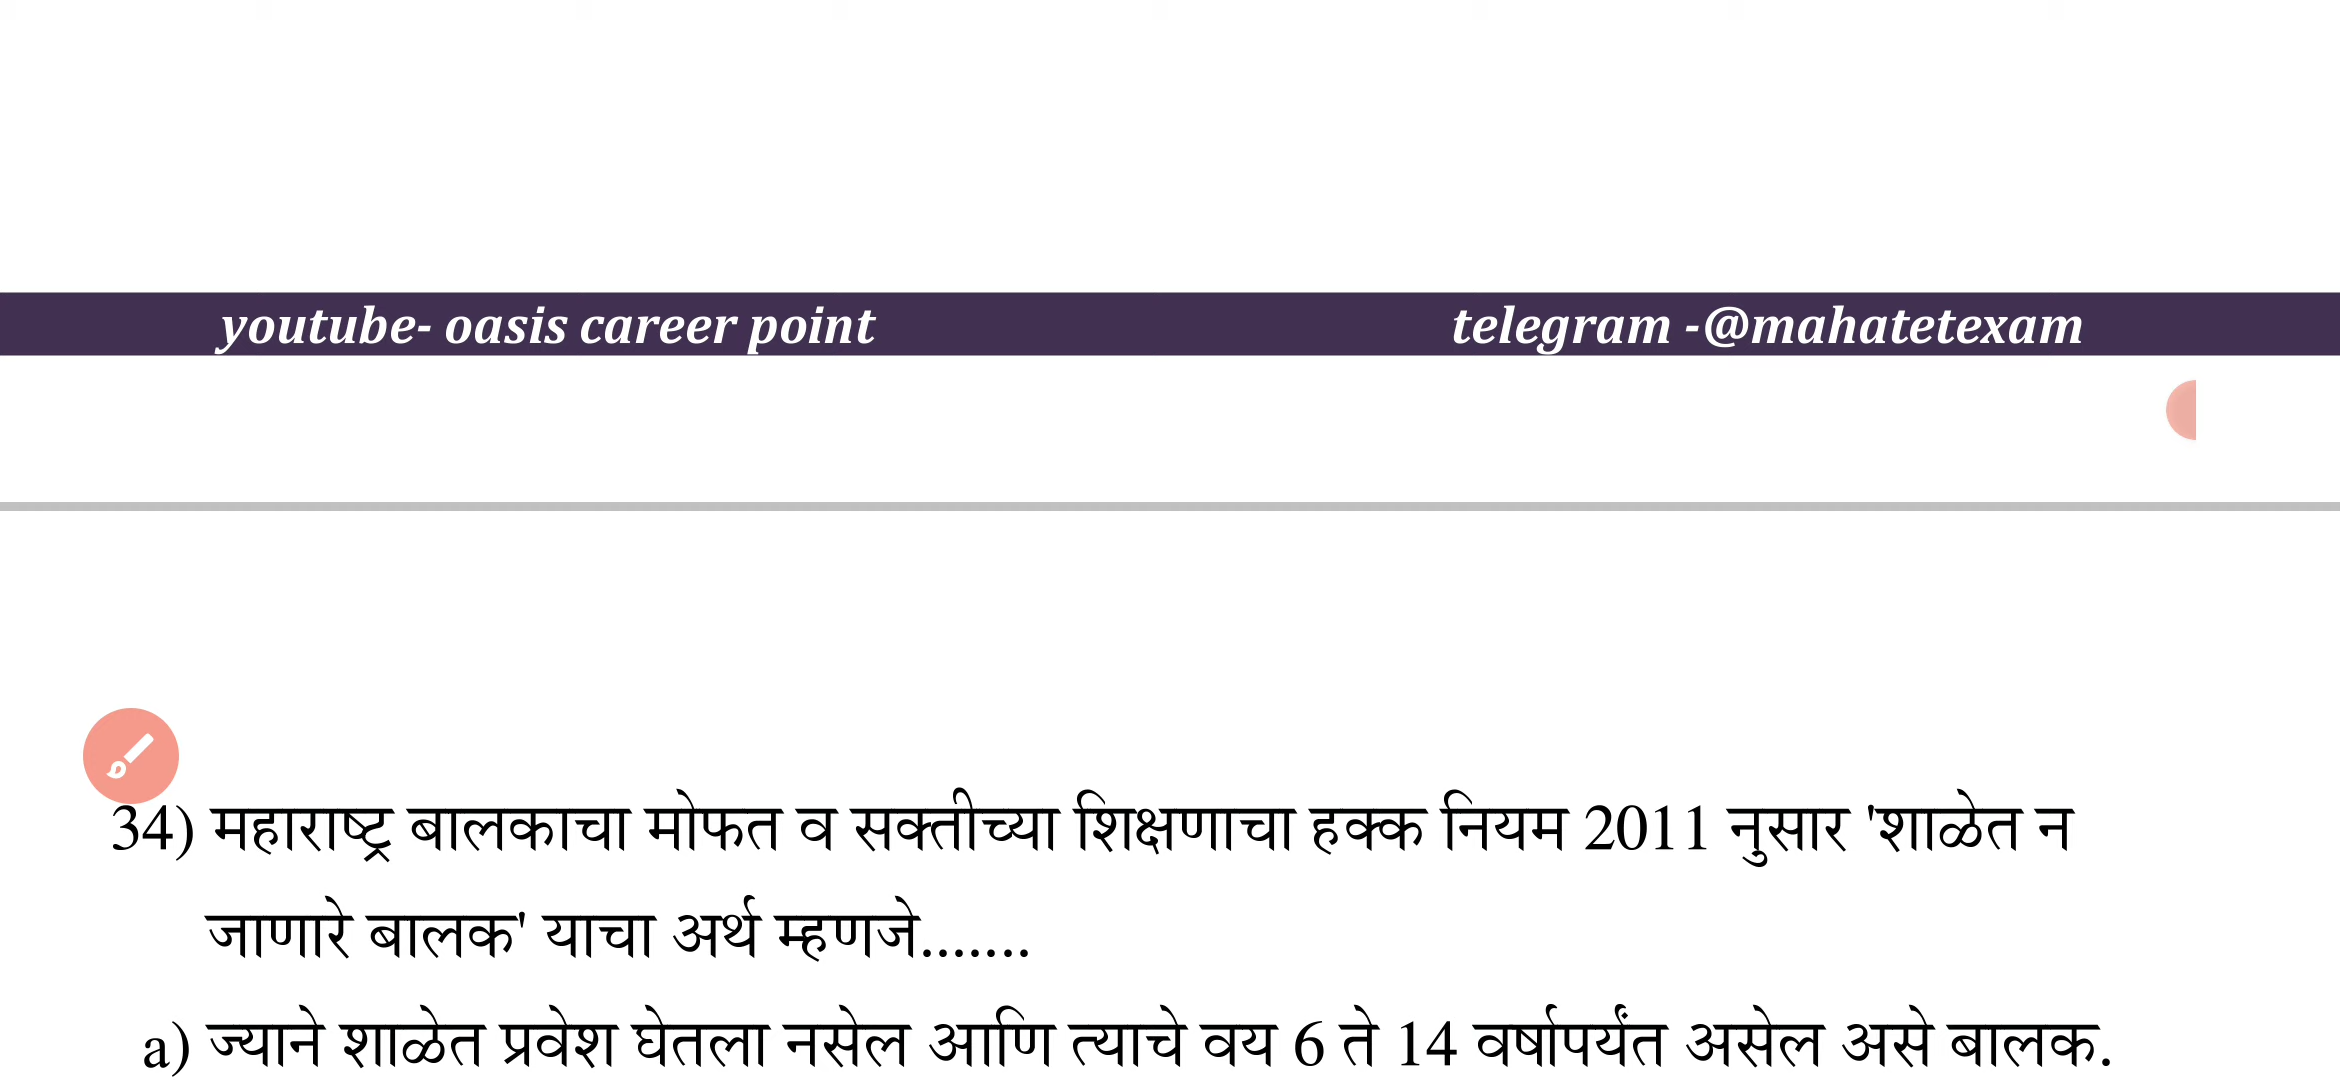 youtube- oasis career point telegram -@mahatetexam
34) महाराष्ट्र बालकाचा मोफत व सक्तीच्या शिक्षणाचा हक्क नियम 2011 नुसार 'शाळेत न
जाणारे बालक' याचा अर्थ म्हणजे.......
a) ज्याने शाळेत प्रवेश घेतला नसेल आणि त्याचे वय 6 ते 14 वर्षापर्यंत असेल असे बालक.